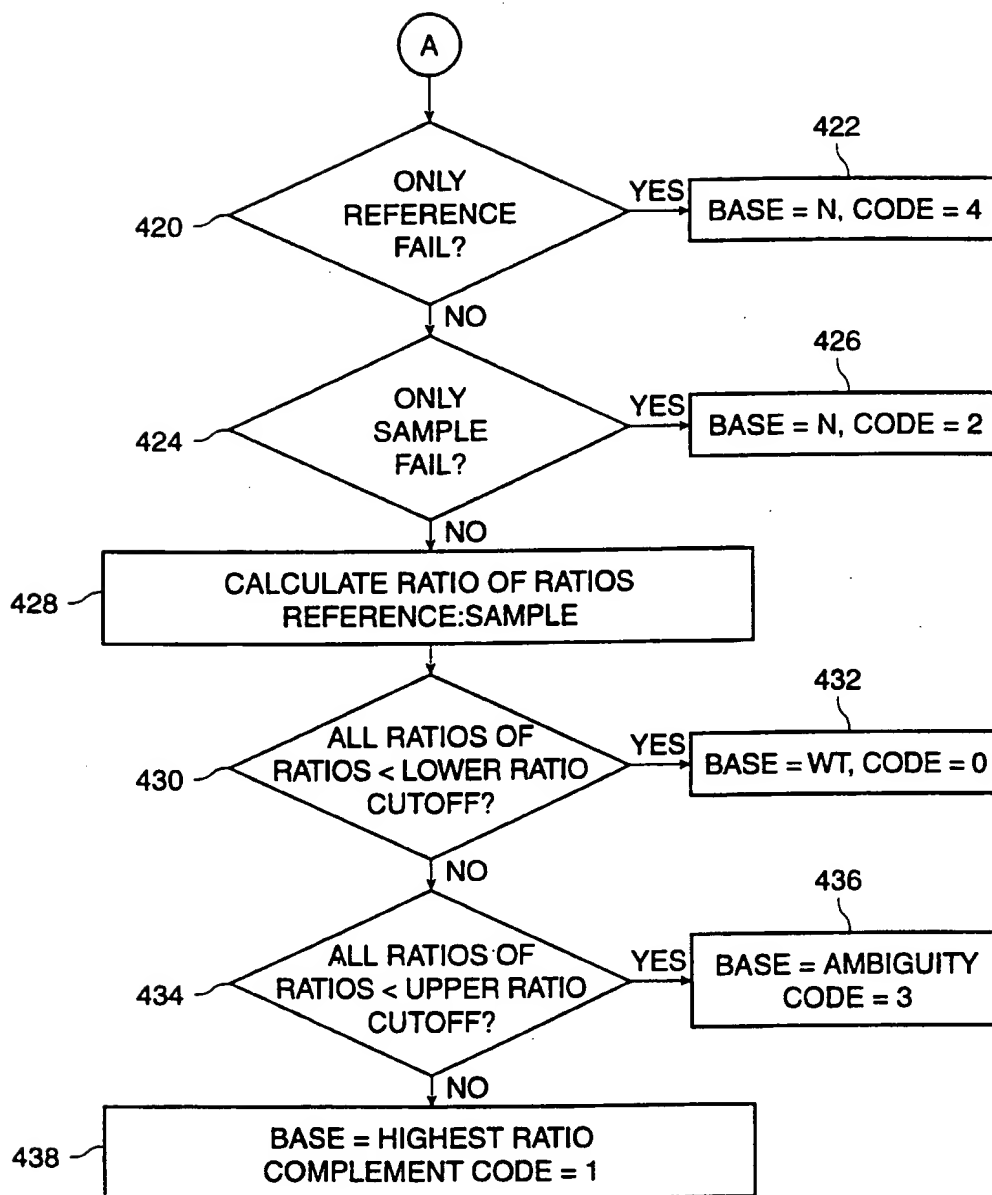 A
ONLY
REFERENCE
FAIL?
420
YES
422
BASE = N, CODE = 4
NO
ONLY
SAMPLE
FAIL?
424
YES
426
BASE = N, CODE = 2
NO
428
CALCULATE RATIO OF RATIOS
REFERENCE:SAMPLE
ALL RATIOS OF
RATIOS < LOWER RATIO
CUTOFF?
430
YES
432
BASE = WT, CODE = 0
NO
ALL RATIOS OF
RATIOS < UPPER RATIO
CUTOFF?
434
YES
436
BASE = AMBIGUITY
CODE = 3
NO
438
BASE = HIGHEST RATIO
COMPLEMENT CODE = 1